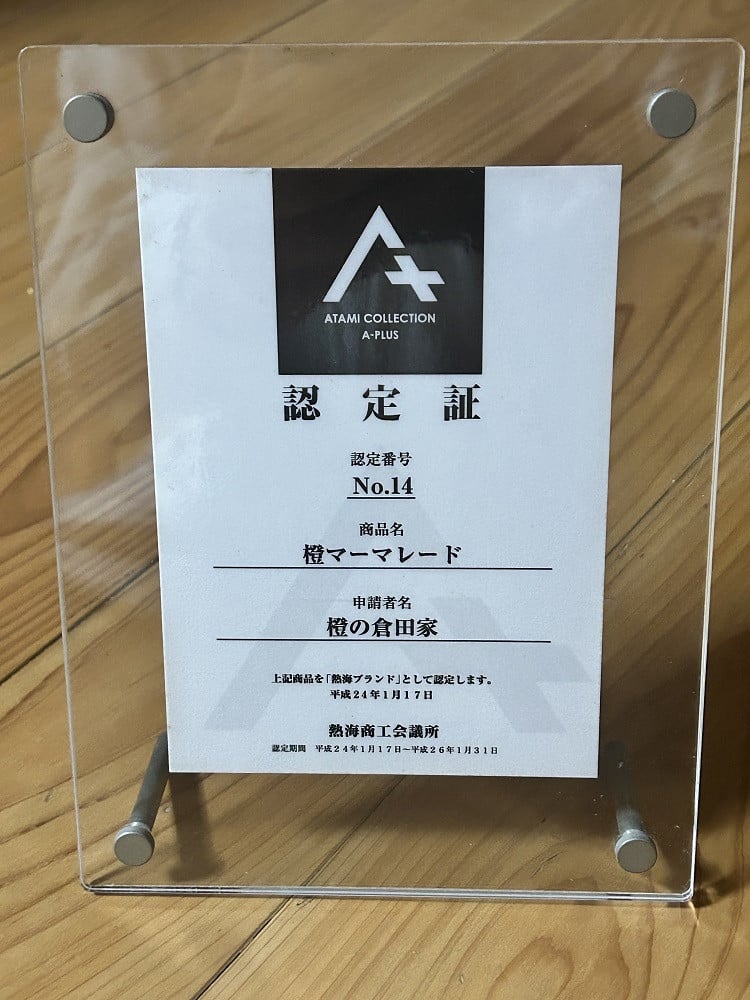 ATAMI COLLECTION
A-PLUS
認定証
認定番号
No.14
商品名
橙マーマレード
申請者名
橙の倉田家
上記商品を「熱海ブランド」として認定します。
平成24年1月17日
熱海商工会議所
認定期間 平成24年1月17日～平成26年1月31日